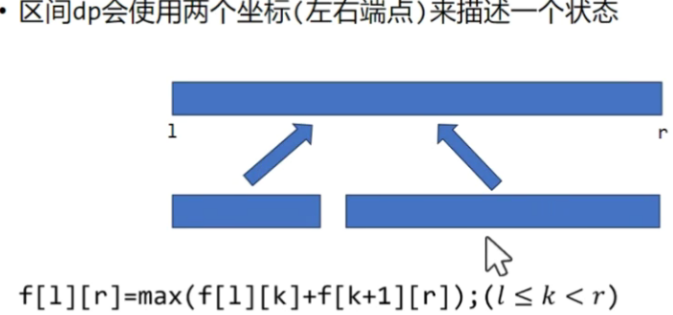 • 区间dp会使用两个坐标(左右端点)来描述一个状态
l r
f[l][r]=max(f[l][k]+f[k+1][r]);(l ≤ k < r)